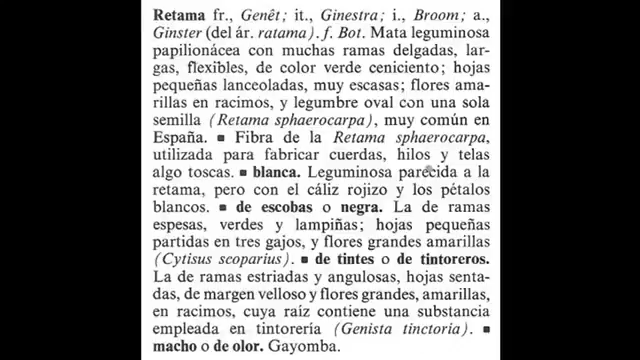 Retama fr., Genêt; it., Ginestra; i., Broom; a.,
Ginster (del ár. ratama). f. Bot. Mata leguminosa
papilionácea con muchas ramas delgadas, lar-
gas, flexibles, de color verde ceniciento; hojas
pequeñas lanceoladas, muy escasas; flores ama-
rillas en racimos, y legumbre oval con una sola
semilla (Retama sphaerocarpa), muy común en
España. ■ Fibra de la Retama sphaerocarpa,
utilizada para fabricar cuerdas, hilos y telas
algo toscas. ■ blanca. Leguminosa parecida a la
retama, pero con el cáliz rojizo y los pétalos
blancos. ■ de escobas o negra. La de ramas
espesas, verdes y lampiñas; hojas pequeñas
partidas en tres gajos, y flores grandes amarillas
(Cytisus scoparius). ■ de tintes o de tintoreros.
La de ramas estriadas y angulosas, hojas senta-
das, de margen velloso y flores grandes, amarillas,
en racimos, cuya raíz contiene una substancia
empleada en tintorería (Genista tinctoria). ■
macho o de olor. Gayomba.